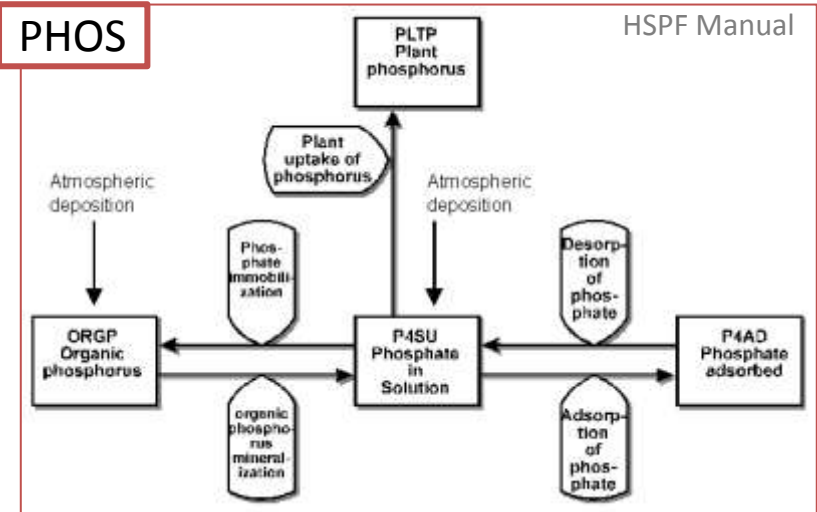 PHOS
HSPF Manual
PLTP
Plant
phosphorus
Plant
uptake of
phosphorus
Atmospheric
deposition
Atmospheric
deposition
Phos-
phate
immobili-
zation
Desorp-
tion
of
phos-
phate
ORGP
Organic
phosphorus
P4SU
Phosphate
in
Solution
P4AD
Phosphate
adsorbed
organic
phospho-
rus
mineral-
ization
Adsorp-
tion
of
phos-
phate